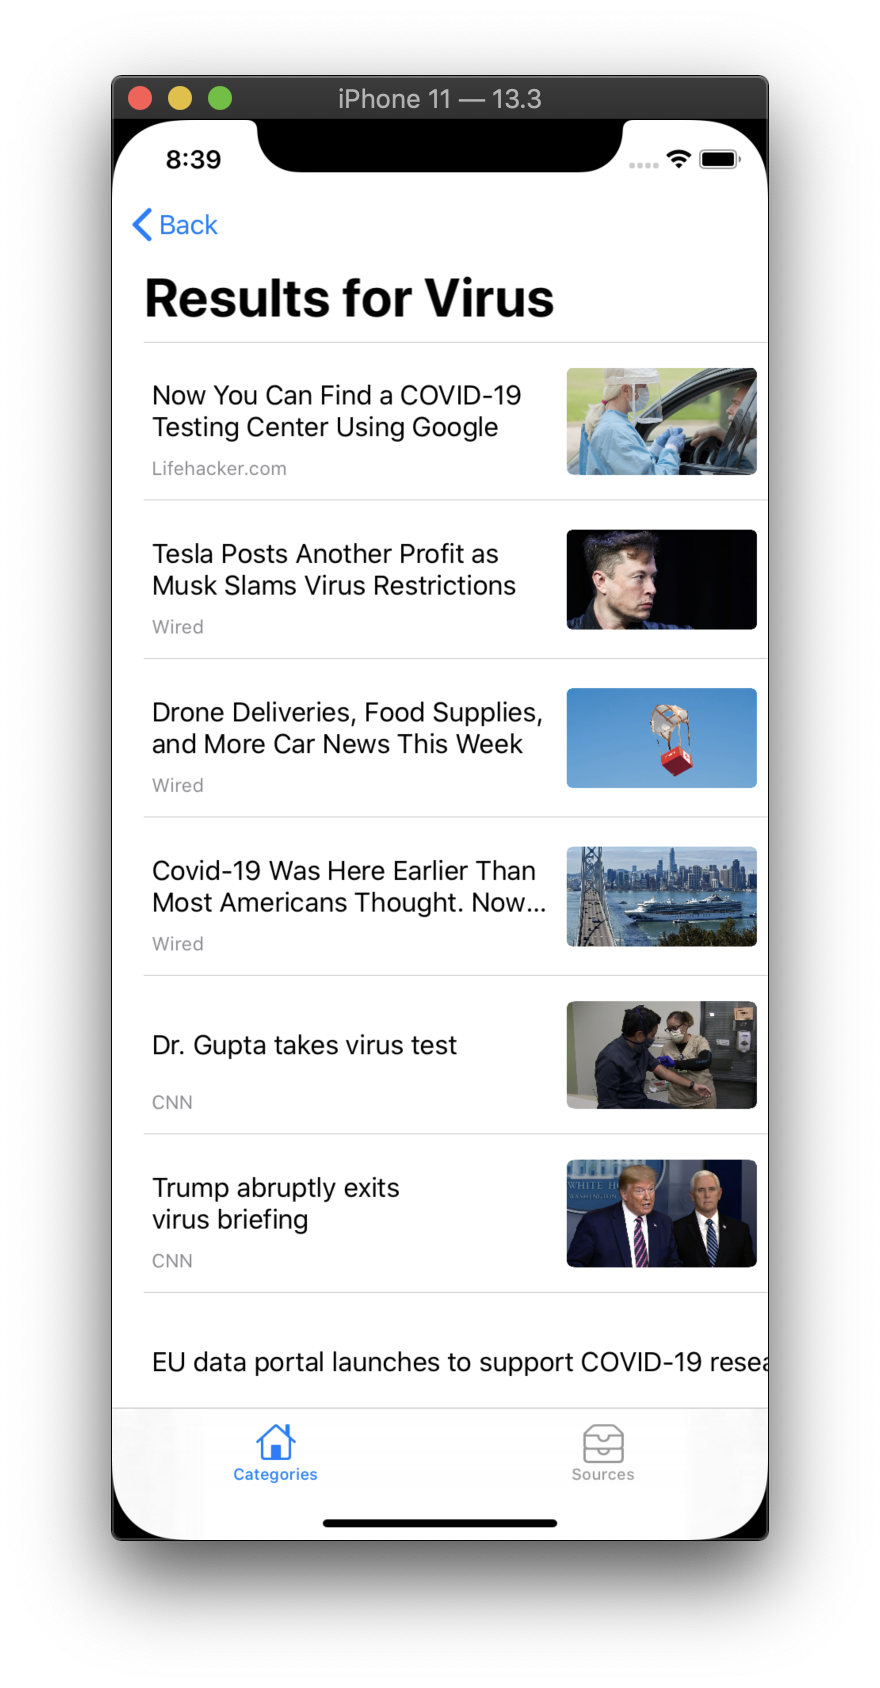 iPhone 11 — 13.3
8:39
Back
Results for Virus
Now You Can Find a COVID-19
Testing Center Using Google
Lifehacker.com
Tesla Posts Another Profit as
Musk Slams Virus Restrictions
Wired
Drone Deliveries, Food Supplies,
and More Car News This Week
Wired
Covid-19 Was Here Earlier Than
Most Americans Thought. Now...
Wired
Dr. Gupta takes virus test
CNN
Trump abruptly exits
virus briefing
CNN
WHITE H
WASHINGTON
EU data portal launches to support COVID-19 resea
Categories
Sources